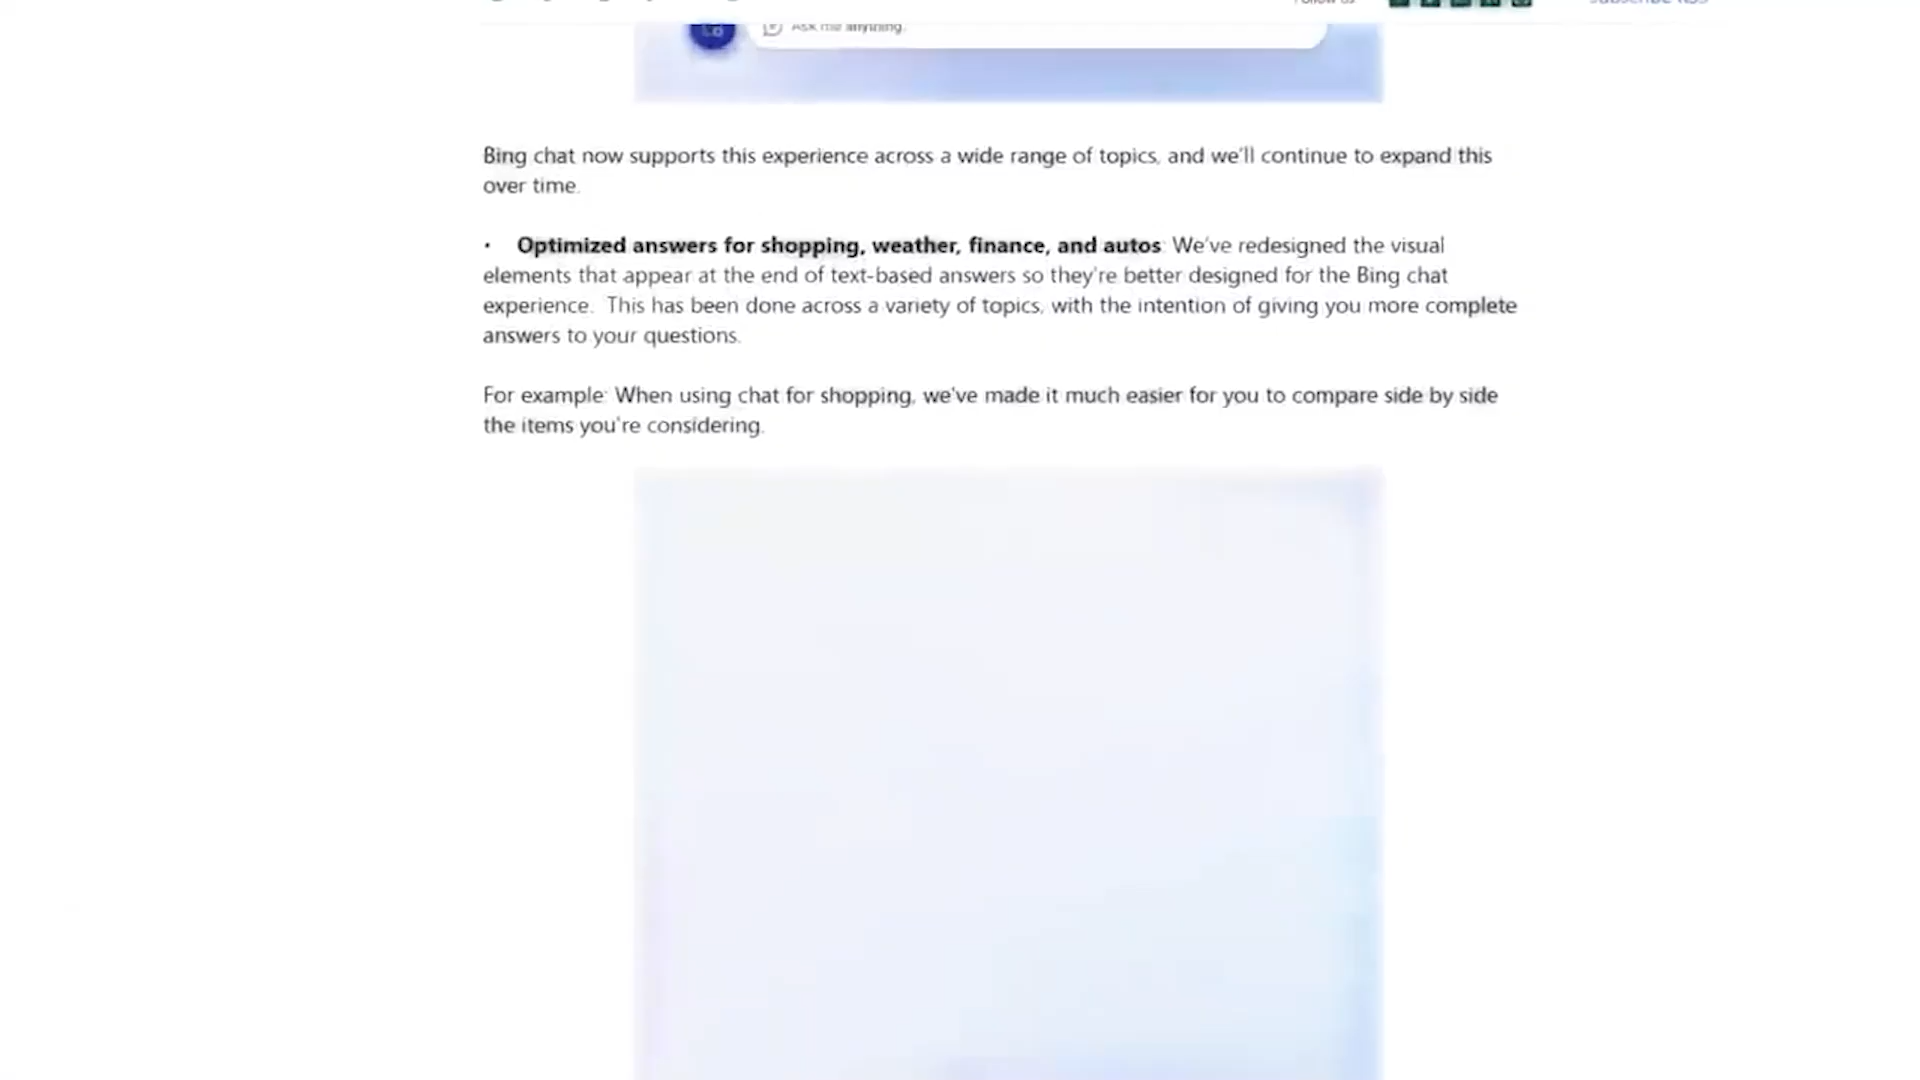 Follow us
Subscribe RSS
Ask me anything.
Bing chat now supports this experience across a wide range of topics, and we'll continue to expand this
over time.
• Optimized answers for shopping, weather, finance, and autos: We've redesigned the visual
elements that appear at the end of text-based answers so they're better designed for the Bing chat
experience. This has been done across a variety of topics, with the intention of giving you more complete
answers to your questions.
For example: When using chat for shopping, we've made it much easier for you to compare side by side
the items you're considering.